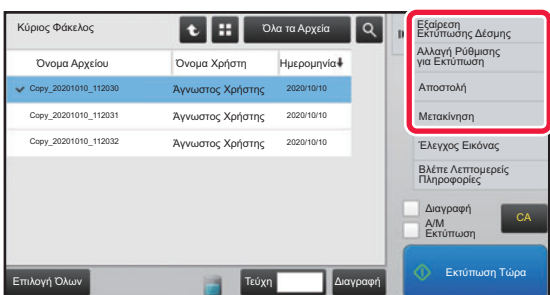 Κύριος Φάκελος
Όλα τα Αρχεία
Όνομα Αρχείου Όνομα Χρήστη Ημερομηνία
Copy_20201010_112030 Άγνωστος Χρήστης 2020/10/10
Copy_20201010_112031 Άγνωστος Χρήστης 2020/10/10
Copy_20201010_112032 Άγνωστος Χρήστης 2020/10/10
Επιλογή Όλων
Τεύχη
Διαγραφή
Εξαίρεση
Εκτύπωσης Δέσμης
Αλλαγή Ρύθμισης
για Εκτύπωση
Αποστολή
Μετακίνηση
Έλεγχος Εικόνας
Βλέπε Λεπτομερείς
Πληροφορίες
Διαγραφή
Α/Μ
Εκτύπωση
CA
Εκτύπωση Τώρα